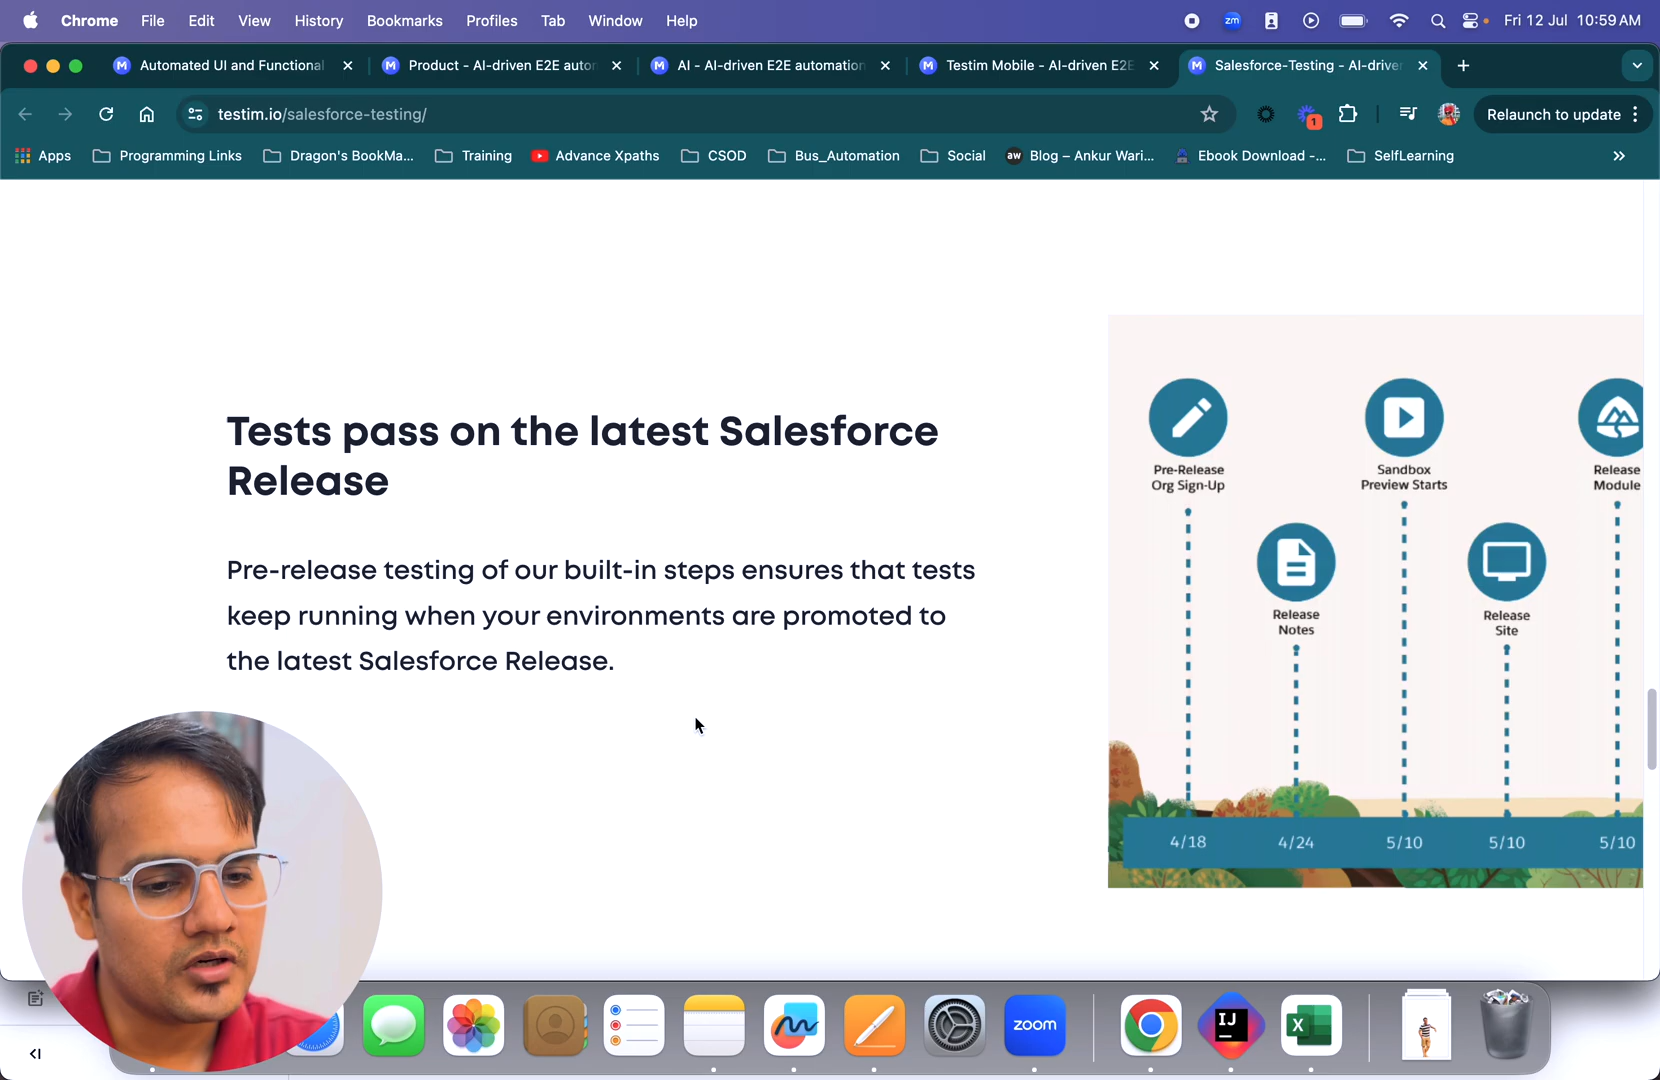 Chrome File Edit View History Bookmarks Profiles Tab Window Help zm Fri 12 Jul 10:59 AM
Automated UI and Functional Product - AI-driven E2E auto AI - AI-driven E2E automation Testim Mobile - AI-driven E2E Salesforce-Testing - AI-driver
testim.io/salesforce-testing/ 1 Relaunch to update
Apps Programming Links Dragon's BookMa... Training Advance Xpaths CSOD Bus_Automation Social aw Blog – Ankur Wari... Ebook Download -... SelfLearning »
Tests pass on the latest Salesforce
Release
Pre-release testing of our built-in steps ensures that tests
keep running when your environments are promoted to
the latest Salesforce Release.
Pre-Release
Org Sign-Up
Sandbox
Preview Starts
Release
Module
Release
Notes
Release
Site
4/18 4/24 5/10 5/10 5/10
zoom IJ X